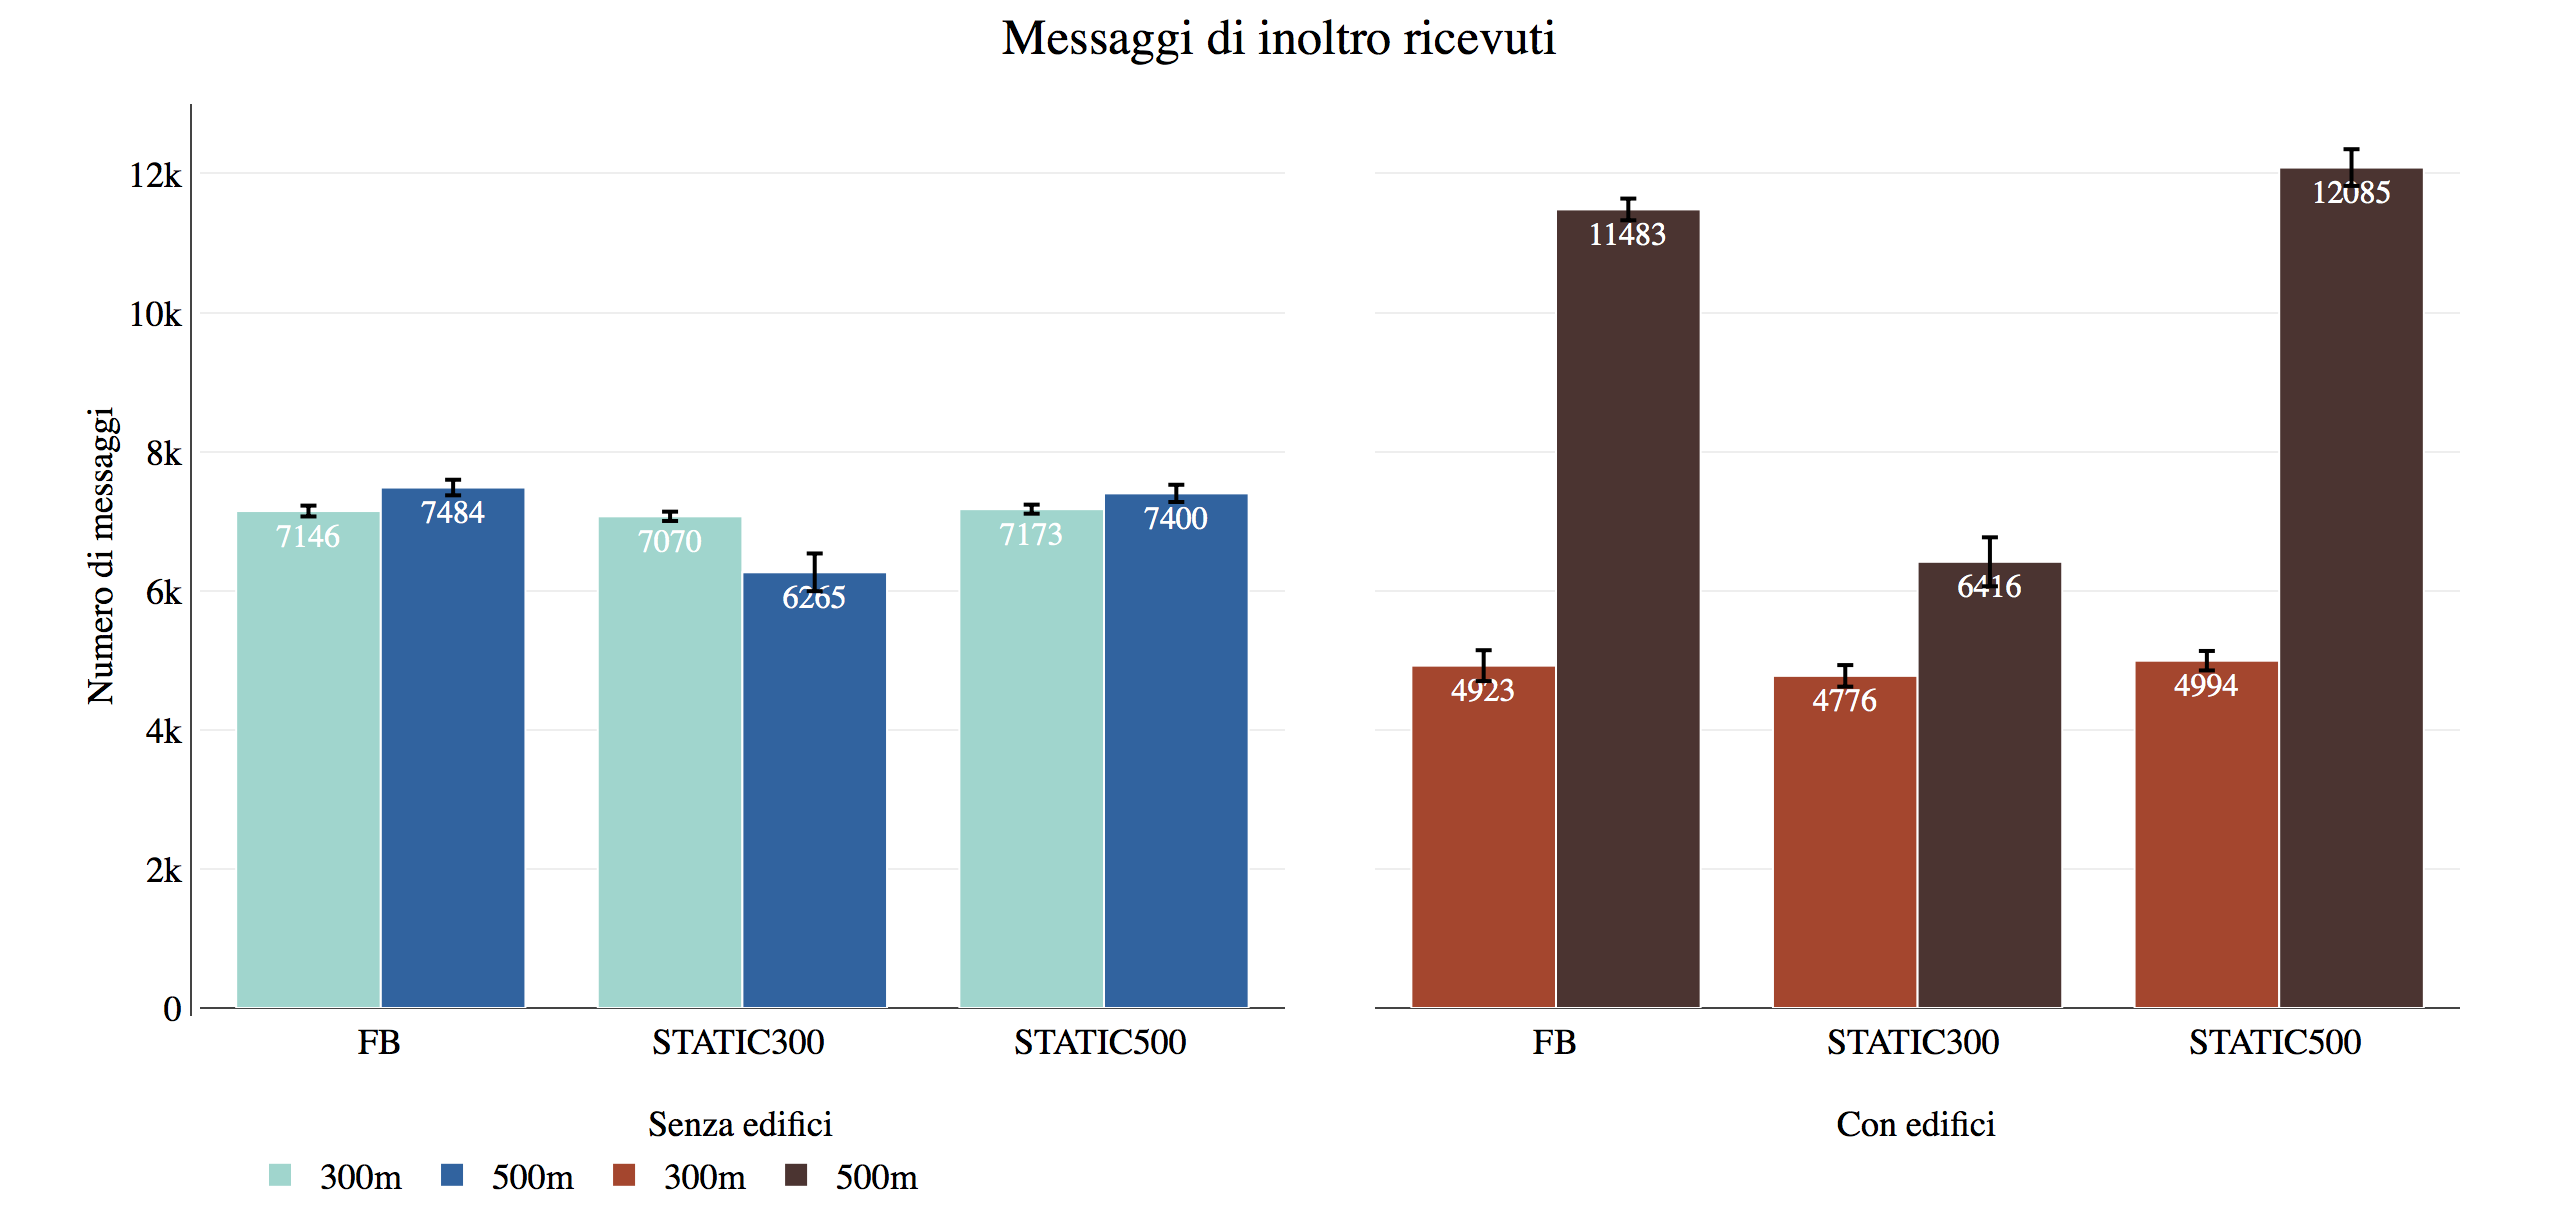 Messaggi di inoltro ricevuti
Numero di messaggi
12k
10k
8k
6k
4k
2k
0
7146
7484
7070
6265
7173
7400
4923
11483
4776
6416
4994
12085
FB
STATIC300
STATIC500
FB
STATIC300
STATIC500
Senza edifici
Con edifici
300m
500m
300m
500m